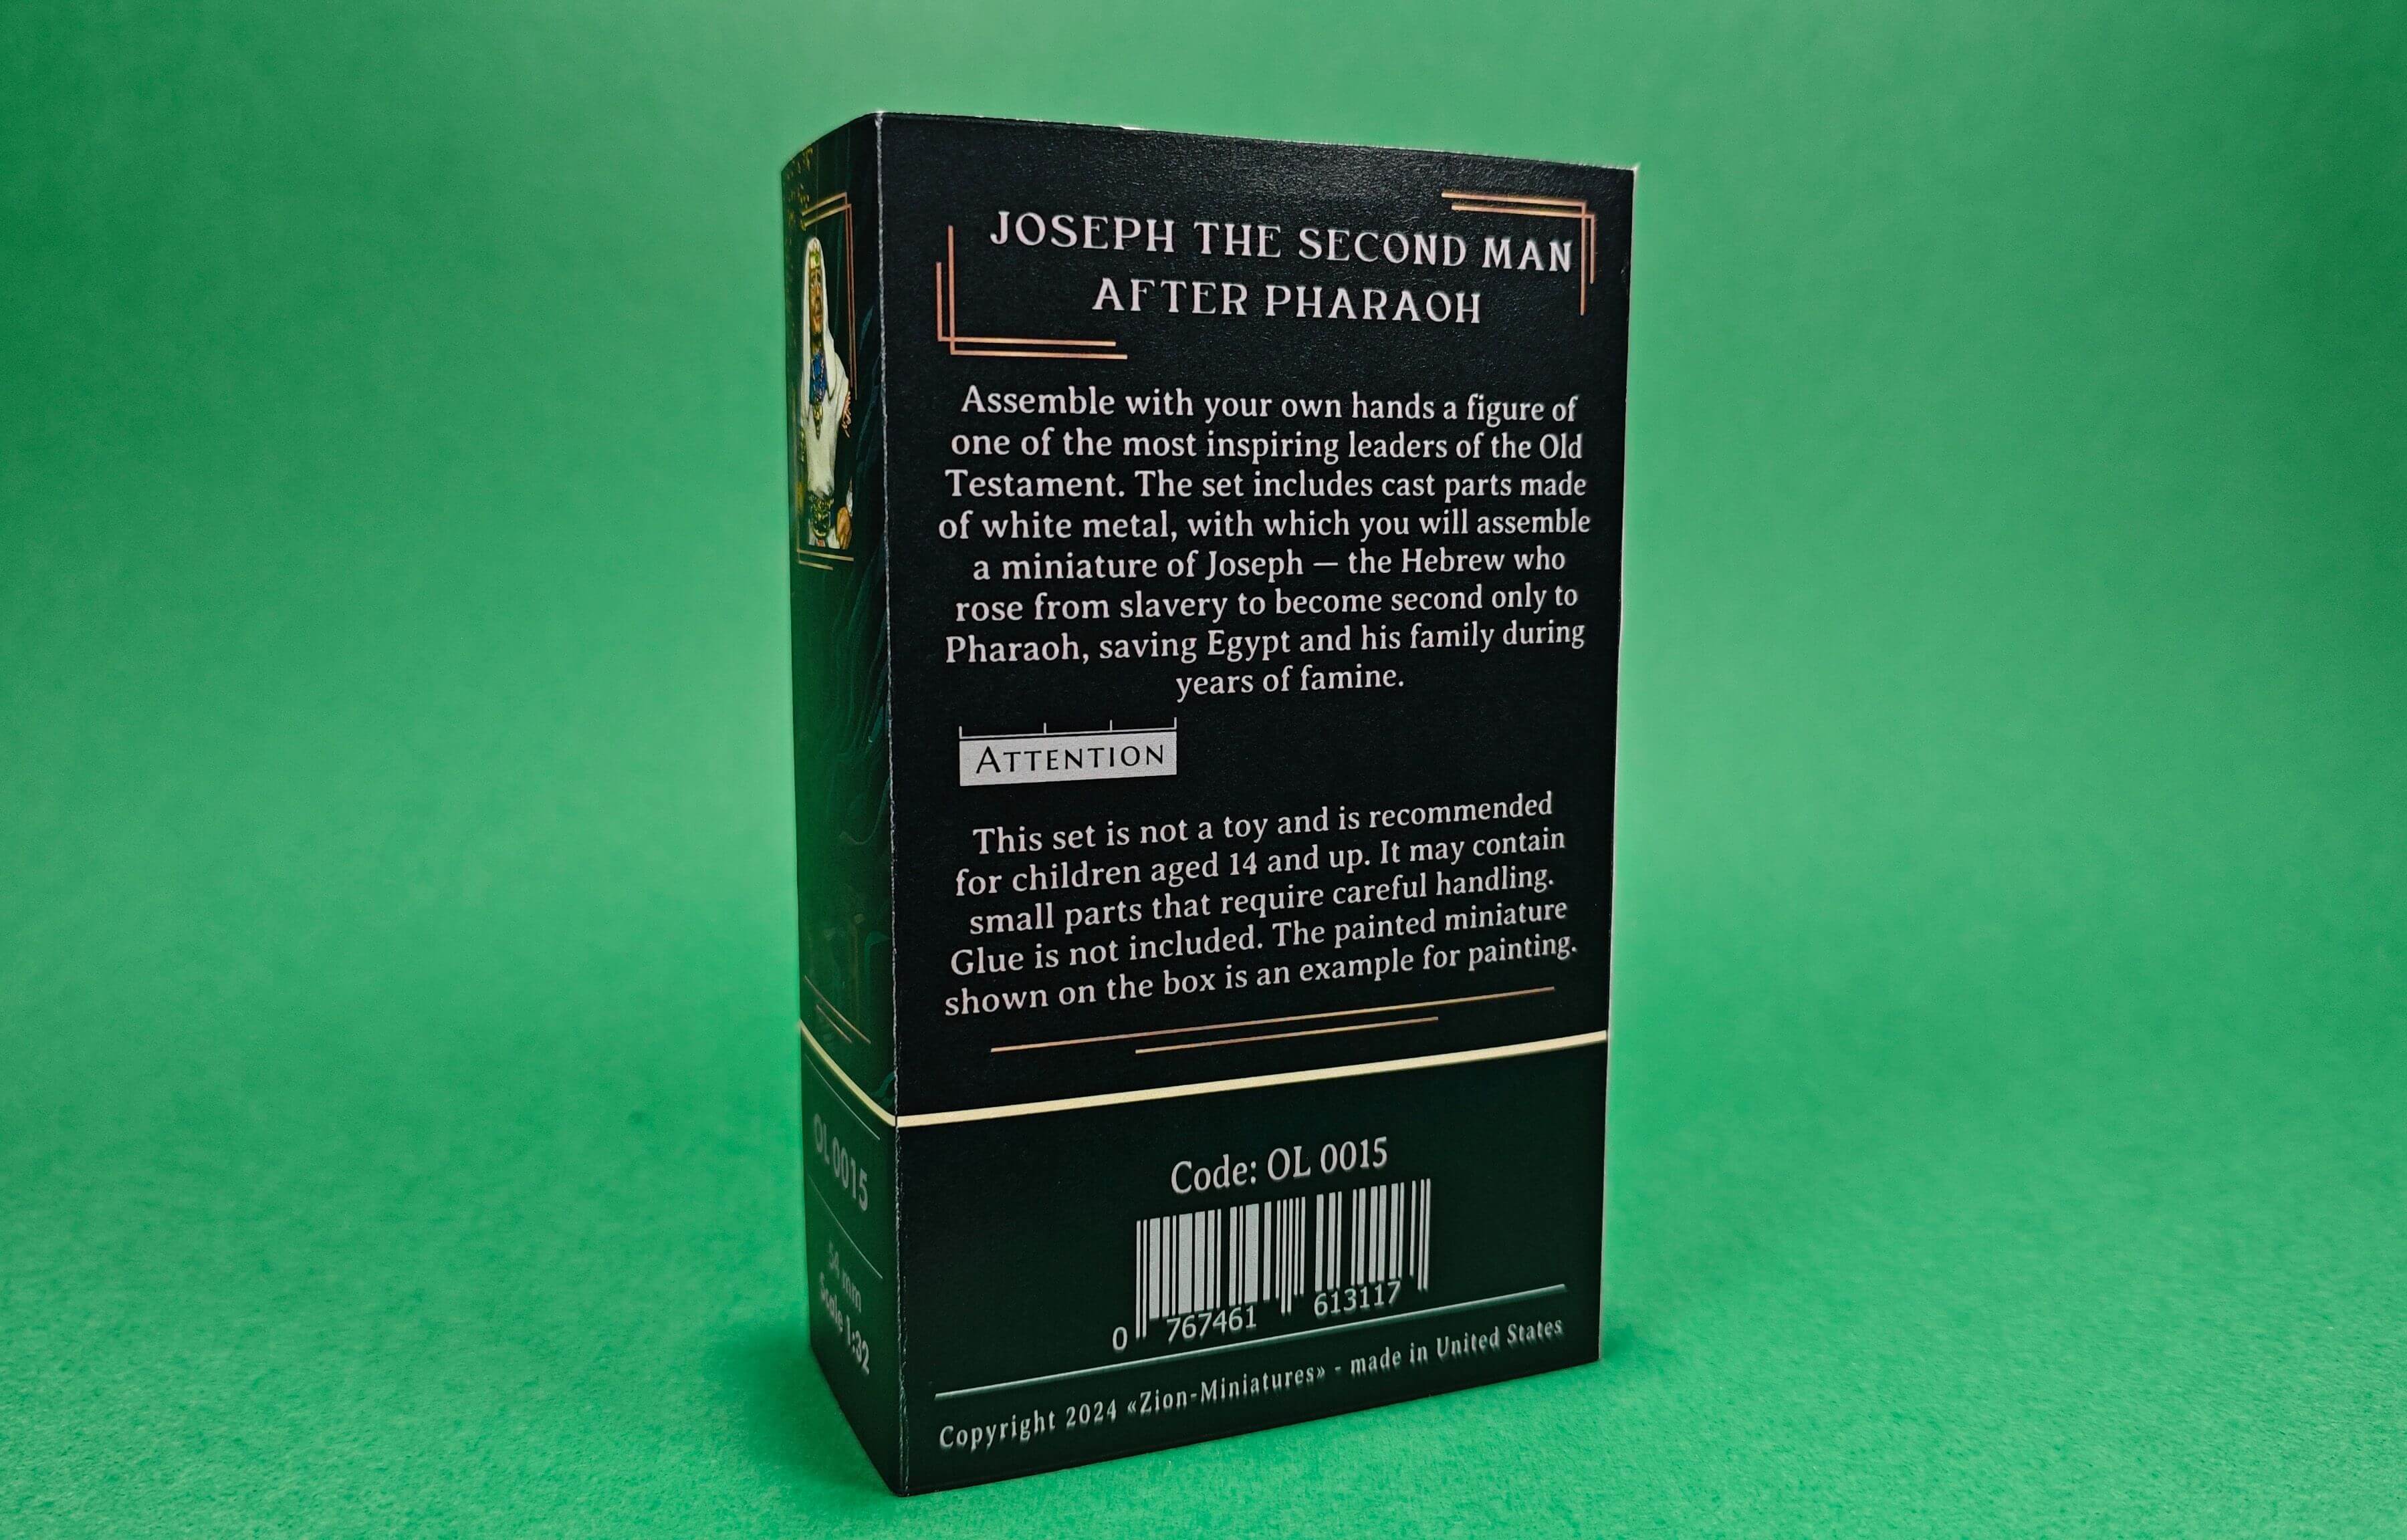 JOSEPH THE SECOND MAN
AFTER PHARAOH
Assemble with your own hands a figure of
one of the most inspiring leaders of the Old
Testament. The set includes cast parts made
of white metal, with which you will assemble
a miniature of Joseph — the Hebrew who
rose from slavery to become second only to
Pharaoh, saving Egypt and his family during
years of famine.
ATTENTION
This set is not a toy and is recommended
for children aged 14 and up. It may contain
small parts that require careful handling.
Glue is not included. The painted miniature
shown on the box is an example for painting.
Code: OL 0015
0 767461 613117
Copyright 2024 «Zion-Miniatures» - made in United States
OL 0015
54 mm
Scale 1:32